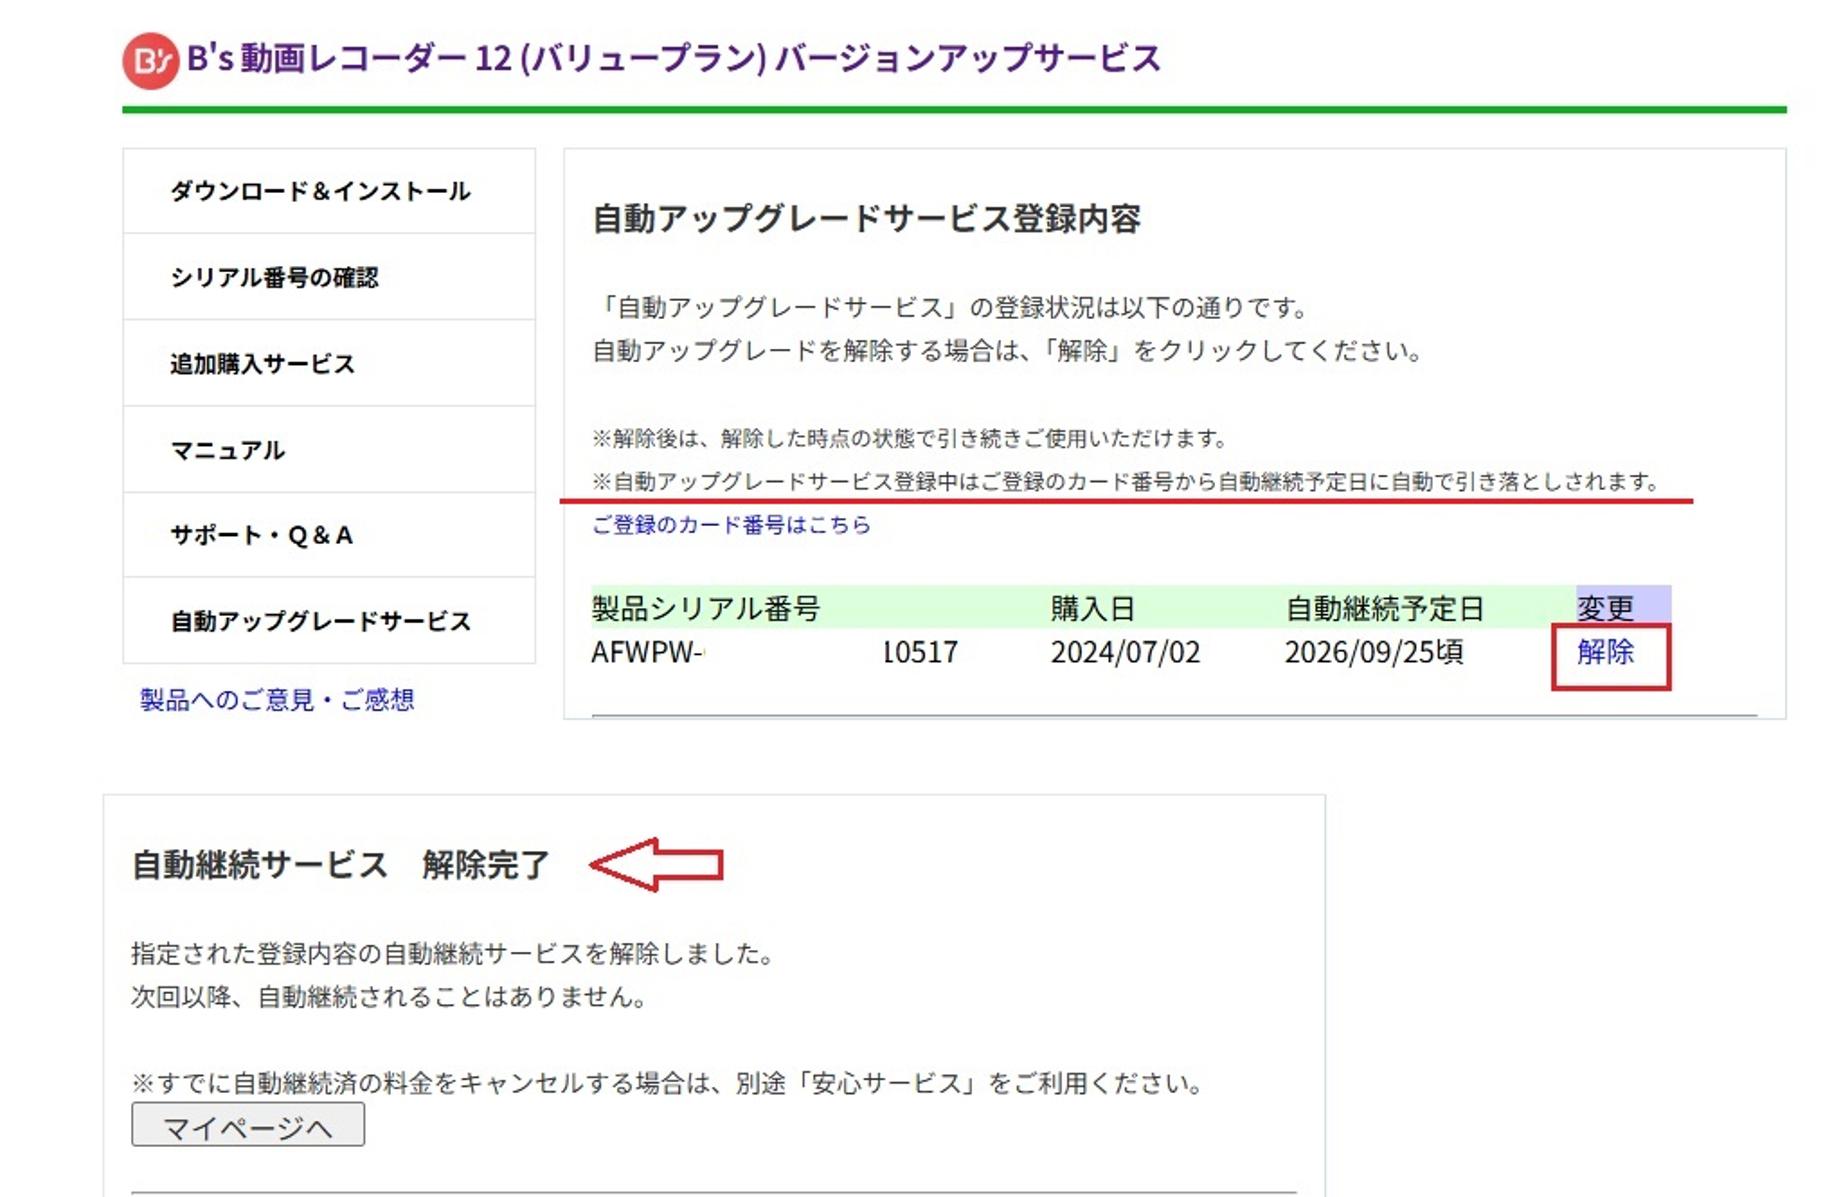 B's B's 動画レコーダー 12 (バリュープラン) バージョンアップサービス
ダウンロード＆インストール
シリアル番号の確認
追加購入サービス
マニュアル
サポート・Ｑ＆Ａ
自動アップグレードサービス
製品へのご意見・ご感想
自動アップグレードサービス登録内容
「自動アップグレードサービス」の登録状況は以下の通りです。
自動アップグレードを解除する場合は、「解除」をクリックしてください。
※解除後は、解除した時点の状態で引き続きご使用いただけます。
※自動アップグレードサービス登録中はご登録のカード番号から自動継続予定日に自動で引き落としされます。
ご登録のカード番号はこちら
製品シリアル番号 購入日 自動継続予定日 変更
AFWPW- 10517 2024/07/02 2026/09/25頃 解除
自動継続サービス　解除完了
指定された登録内容の自動継続サービスを解除しました。
次回以降、自動継続されることはありません。
※すでに自動継続済の料金をキャンセルする場合は、別途「安心サービス」をご利用ください。
マイページへ